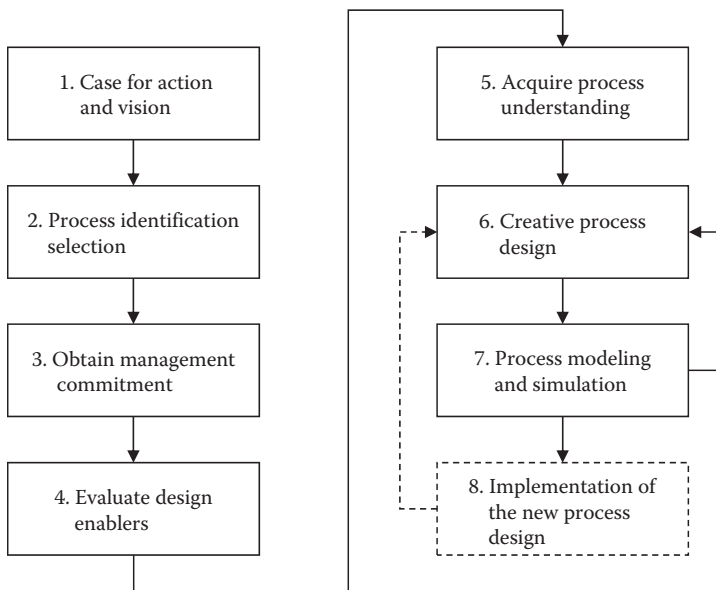 1. Case for action
and vision
2. Process identification
selection
3. Obtain management
commitment
4. Evaluate design
enablers
5. Acquire process
understanding
6. Creative process
design
7. Process modeling
and simulation
8. Implementation of
the new process
design